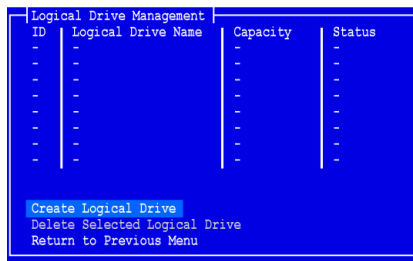 Logical Drive Management
ID Logical Drive Name Capacity Status
- - - -
- - - -
- - - -
- - - -
- - - -
- - - -
- - - -
- - - -
Create Logical Drive
Delete Selected Logical Drive
Return to Previous Menu